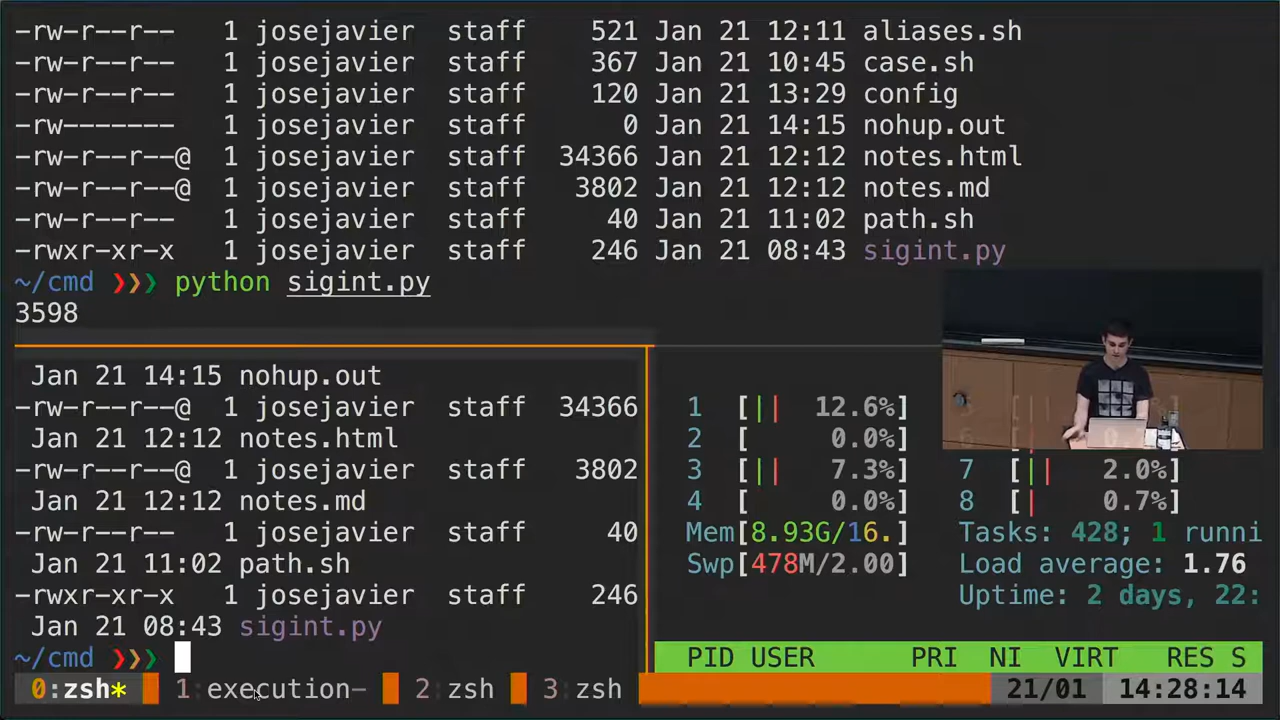 -rw-r--r-- 1 josejavier staff 521 Jan 21 12:11 aliases.sh
-rw-r--r-- 1 josejavier staff 367 Jan 21 10:45 case.sh
-rw-r--r-- 1 josejavier staff 120 Jan 21 13:29 config
-rw------- 1 josejavier staff 0 Jan 21 14:15 nohup.out
-rw-r--r--@ 1 josejavier staff 34366 Jan 21 12:12 notes.html
-rw-r--r--@ 1 josejavier staff 3802 Jan 21 12:12 notes.md
-rw-r--r-- 1 josejavier staff 40 Jan 21 11:02 path.sh
-rwxr-xr-x 1 josejavier staff 246 Jan 21 08:43 sigint.py
~/cmd ❯❯❯ python sigint.py
3598
Jan 21 14:15 nohup.out
-rw-r--r--@ 1 josejavier staff 34366
Jan 21 12:12 notes.html
-rw-r--r--@ 1 josejavier staff 3802
Jan 21 12:12 notes.md
-rw-r--r-- 1 josejavier staff 40
Jan 21 11:02 path.sh
-rwxr-xr-x 1 josejavier staff 246
Jan 21 08:43 sigint.py
~/cmd ❯❯❯
1 [|| 12.6%]
2 [ 0.0%]
3 [|| 7.3%] 7 [|| 2.0%]
4 [ 0.0%] 8 [| 0.7%]
Mem[8.93G/16.] Tasks: 428; 1 runni
Swp[478M/2.00] Load average: 1.76
Uptime: 2 days, 22:
PID USER PRI NI VIRT RES S
0:zsh* 1:execution- 2:zsh 3:zsh 21/01 14:28:14